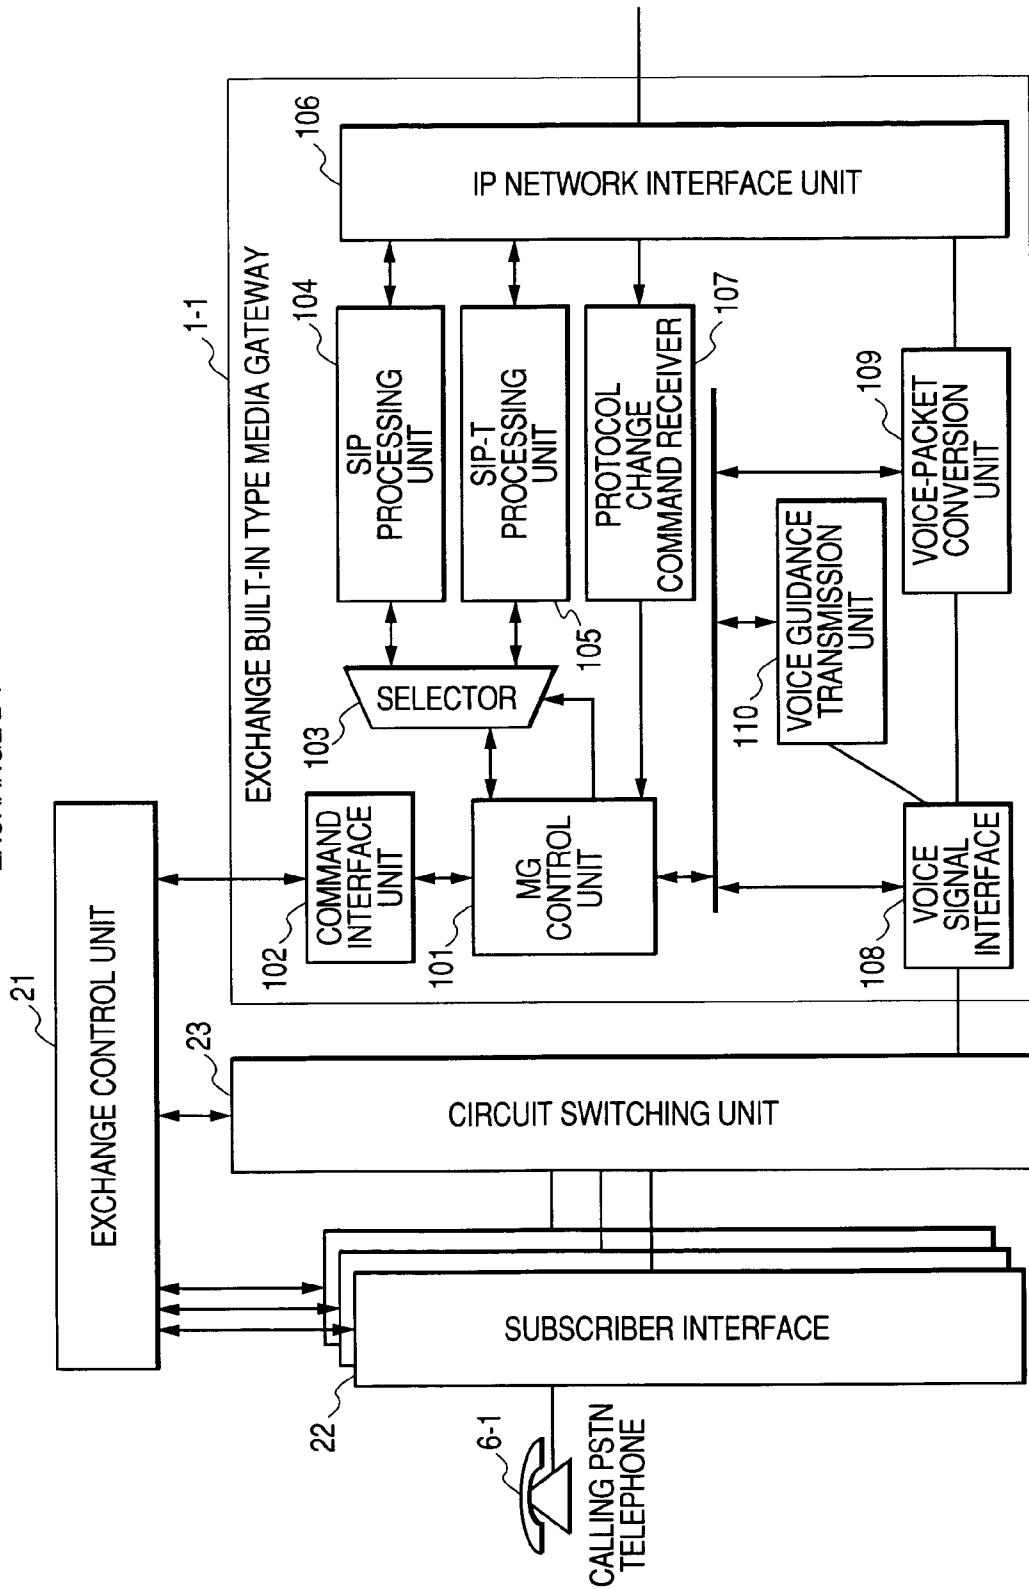 21
EXCHANGE CONTROL UNIT
22
SUBSCRIBER INTERFACE
6-1
CALLING PSTN
TELEPHONE
23
CIRCUIT SWITCHING UNIT
1-1
EXCHANGE BUILT-IN TYPE MEDIA GATEWAY
102
COMMAND
INTERFACE
UNIT
101
MG
CONTROL
UNIT
103
SELECTOR
104
SIP
PROCESSING
UNIT
105
SIP-T
PROCESSING
UNIT
107
PROTOCOL
CHANGE
COMMAND RECEIVER
106
IP NETWORK INTERFACE UNIT
108
VOICE
SIGNAL
INTERFACE
110
VOICE GUIDANCE
TRANSMISSION
UNIT
109
VOICE-PACKET
CONVERSION
UNIT